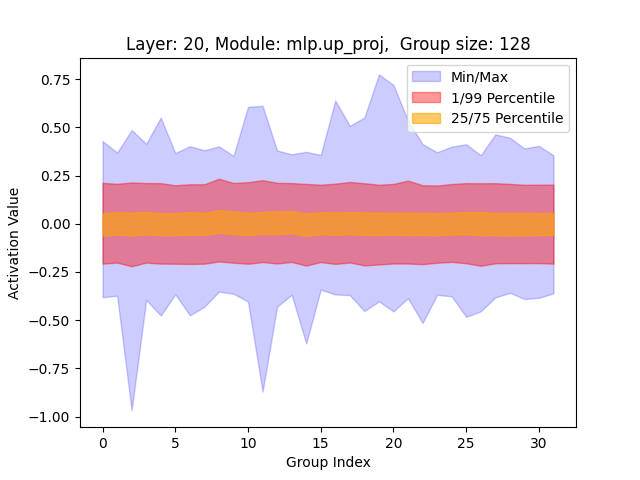 Layer: 20, Module: mlp.up_proj,  Group size: 128
Min/Max
1/99 Percentile
25/75 Percentile
Activation Value
0.75
0.50
0.25
0.00
−0.25
−0.50
−0.75
−1.00
0 5 10 15 20 25 30
Group Index